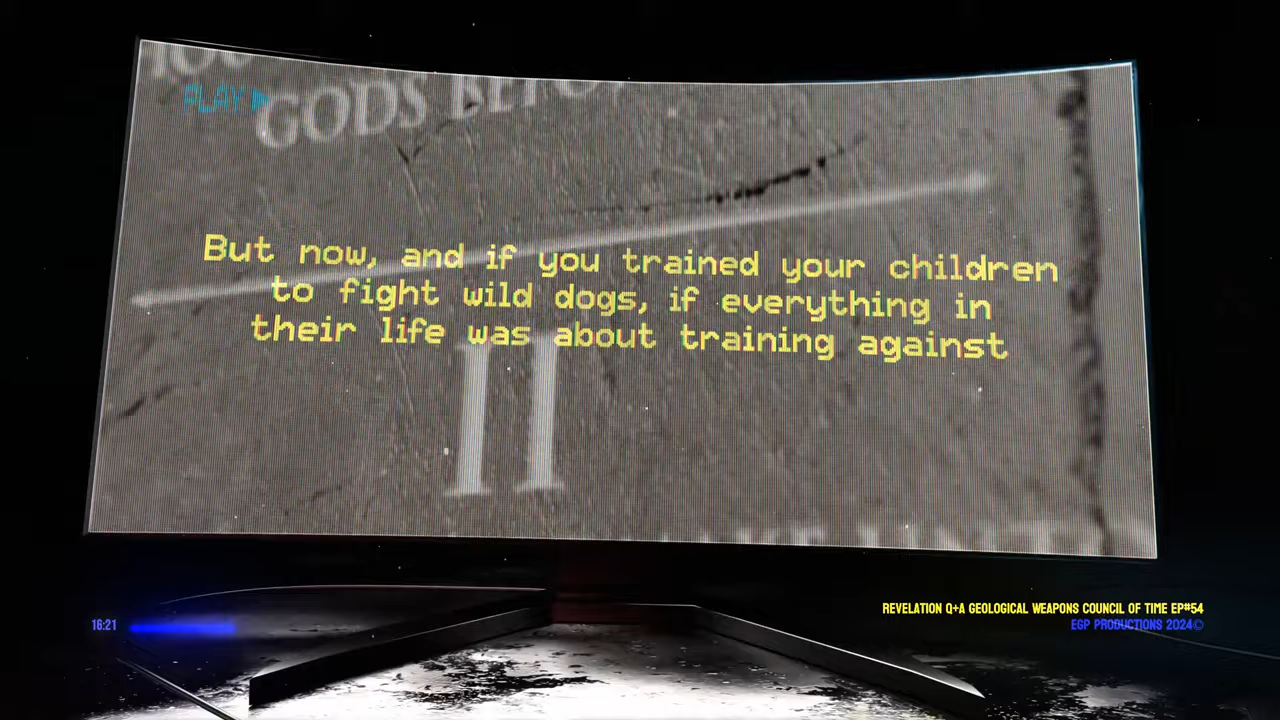 PLAY
GODS
But now, and if you trained your children
to fight wild dogs, if everything in
their life was about training against
II
16:21
REVELATION Q+A GEOLOGICAL WEAPONS COUNCIL OF TIME EP#54
EGP PRODUCTIONS 2024©